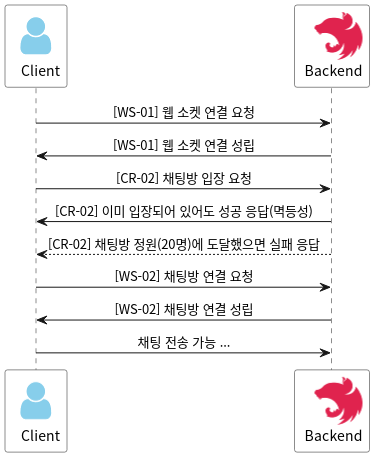 Client
Backend
[WS-01] 웹 소켓 연결 요청
[WS-01] 웹 소켓 연결 성립
[CR-02] 채팅방 입장 요청
[CR-02] 이미 입장되어 있어도 성공 응답(멱등성)
[CR-02] 채팅방 정원(20명)에 도달했으면 실패 응답
[WS-02] 채팅방 연결 요청
[WS-02] 채팅방 연결 성립
채팅 전송 가능 ...
Client
Backend